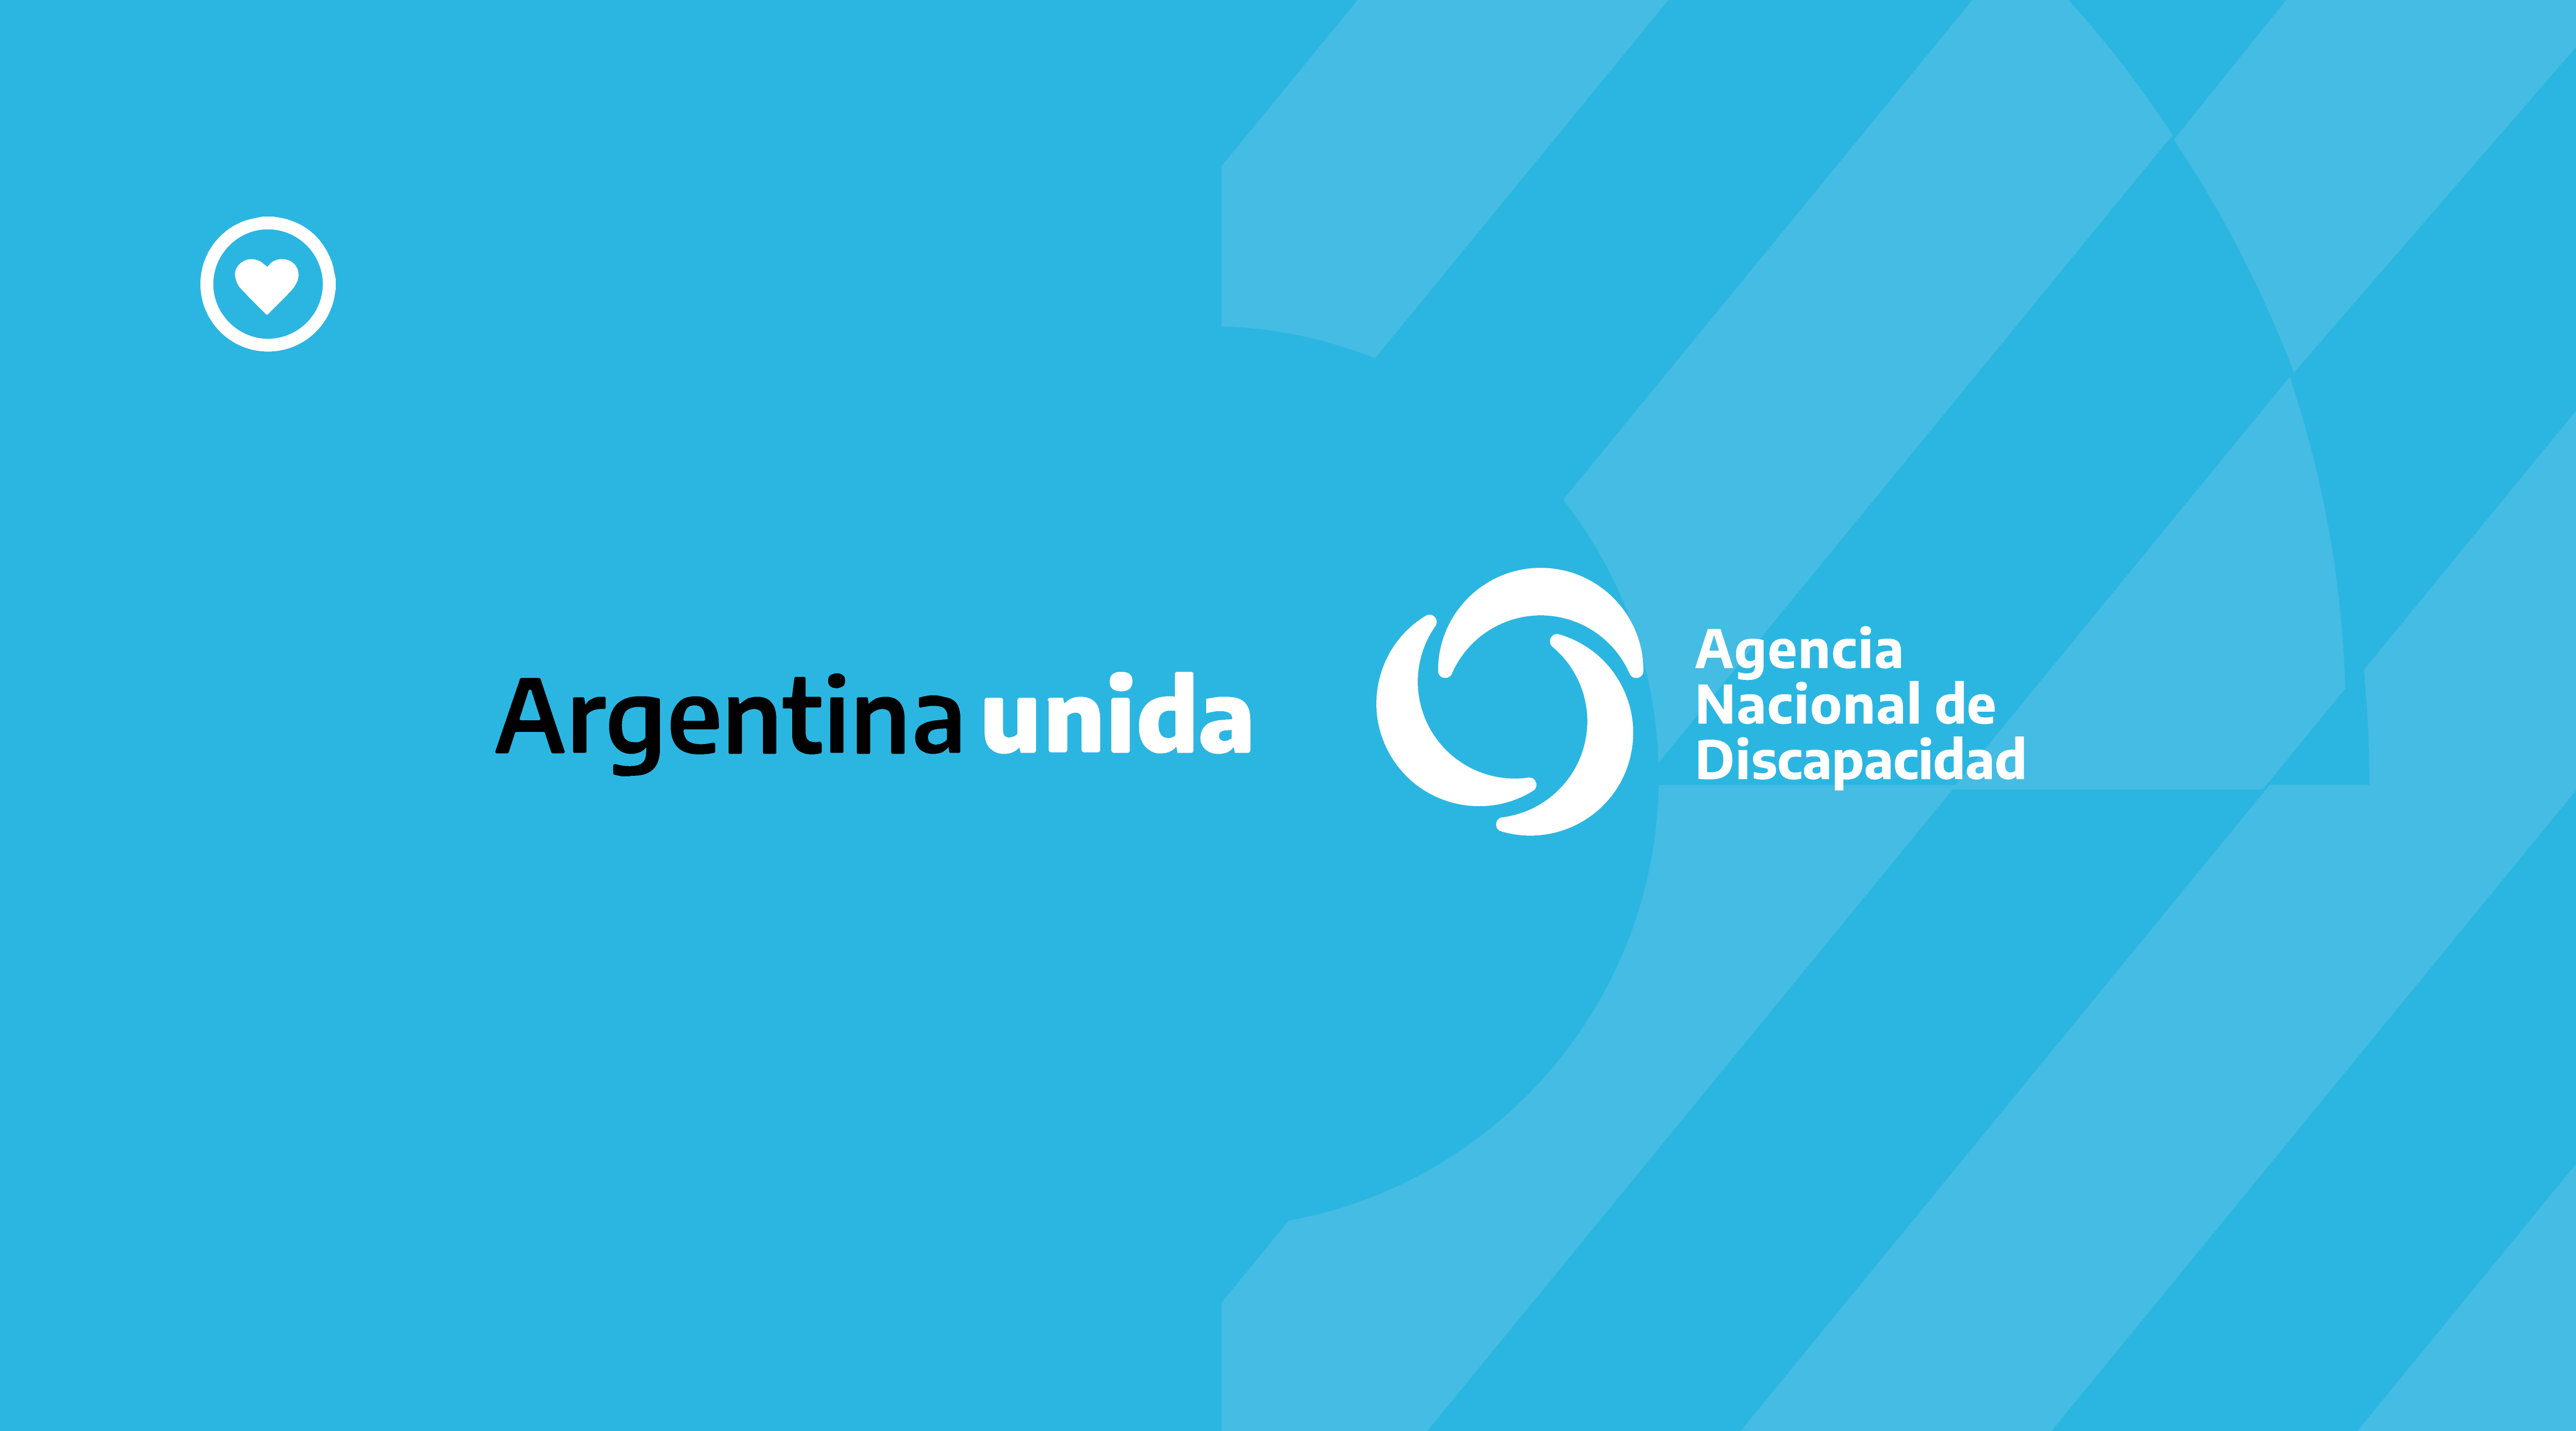 Argentina unida
Agencia
Nacional de
Discapacidad